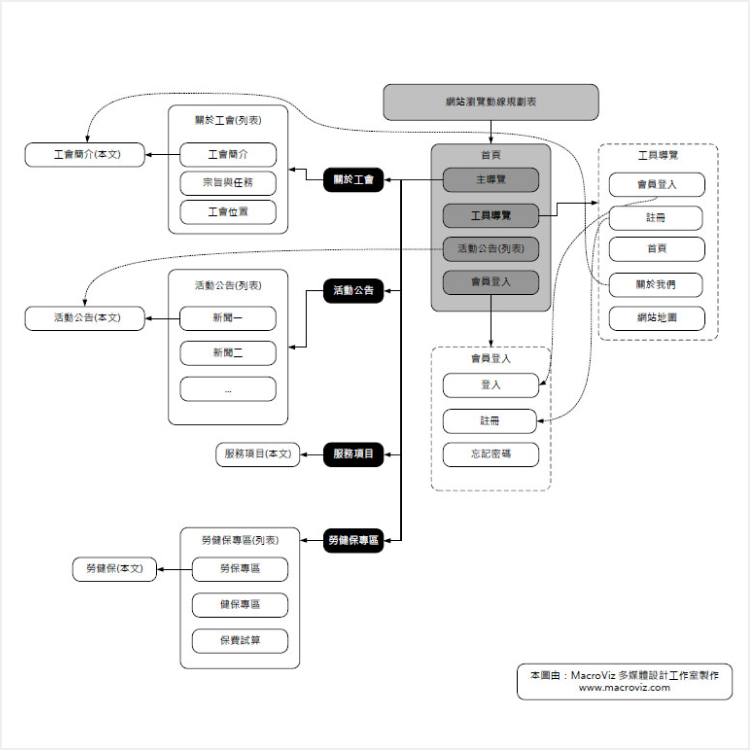 網站瀏覽動線規劃表
首頁
主導覽
工具導覽
活動公告(列表)
會員登入
工具導覽
會員登入
註冊
首頁
關於我們
網站地圖
會員登入
登入
註冊
忘記密碼
關於工會
關於工會(列表)
工會簡介
宗旨與任務
工會位置
工會簡介(本文)
活動公告
活動公告(列表)
新聞一
新聞二
...
活動公告(本文)
服務項目
服務項目(本文)
勞健保專區
勞健保專區(列表)
勞保專區
健保專區
保費試算
勞健保(本文)
本圖由：MacroViz 多媒體設計工作室製作
www.macroviz.com